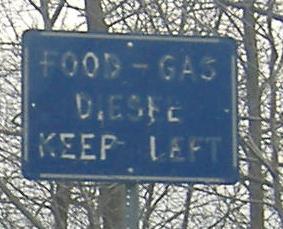 FOOD - GAS
DIESEL
KEEP LEFT